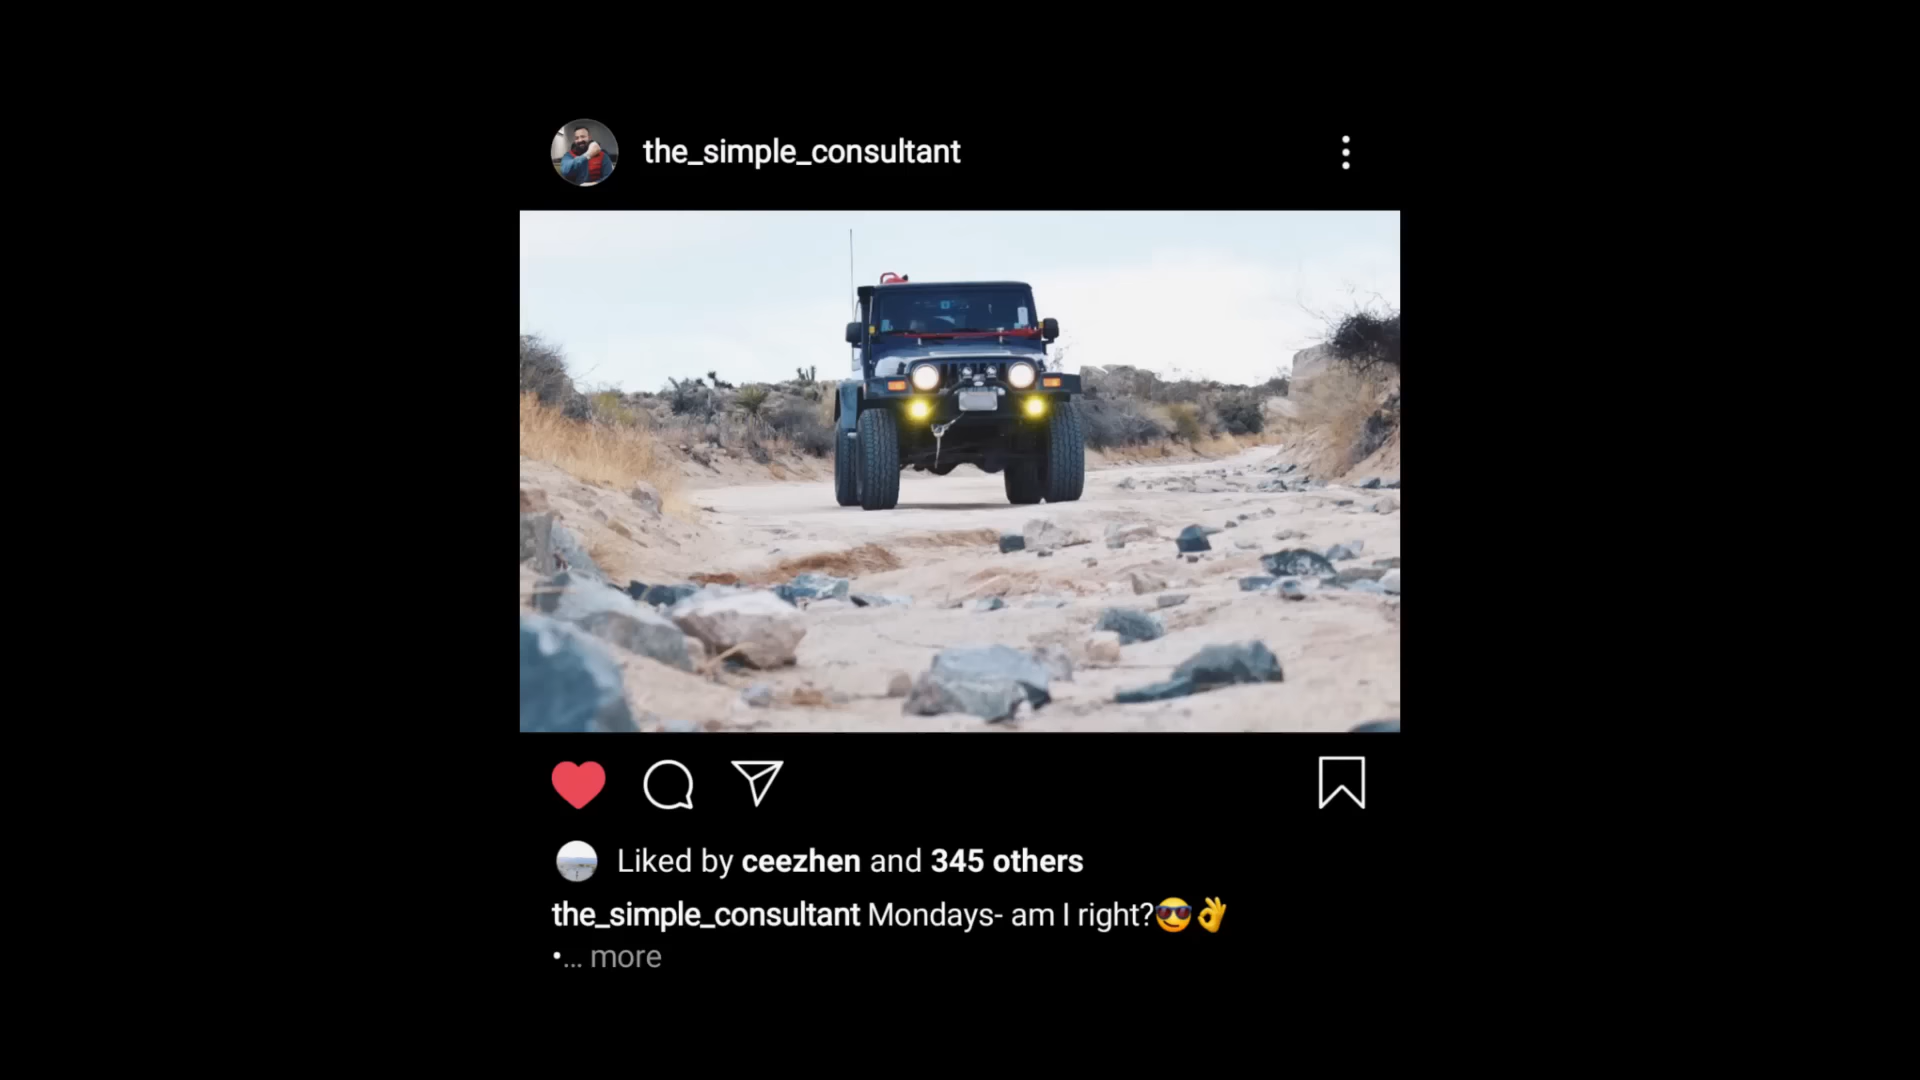 the_simple_consultant
Liked by ceezhen and 345 others
the_simple_consultant Mondays- am I right?😎👌
•... more